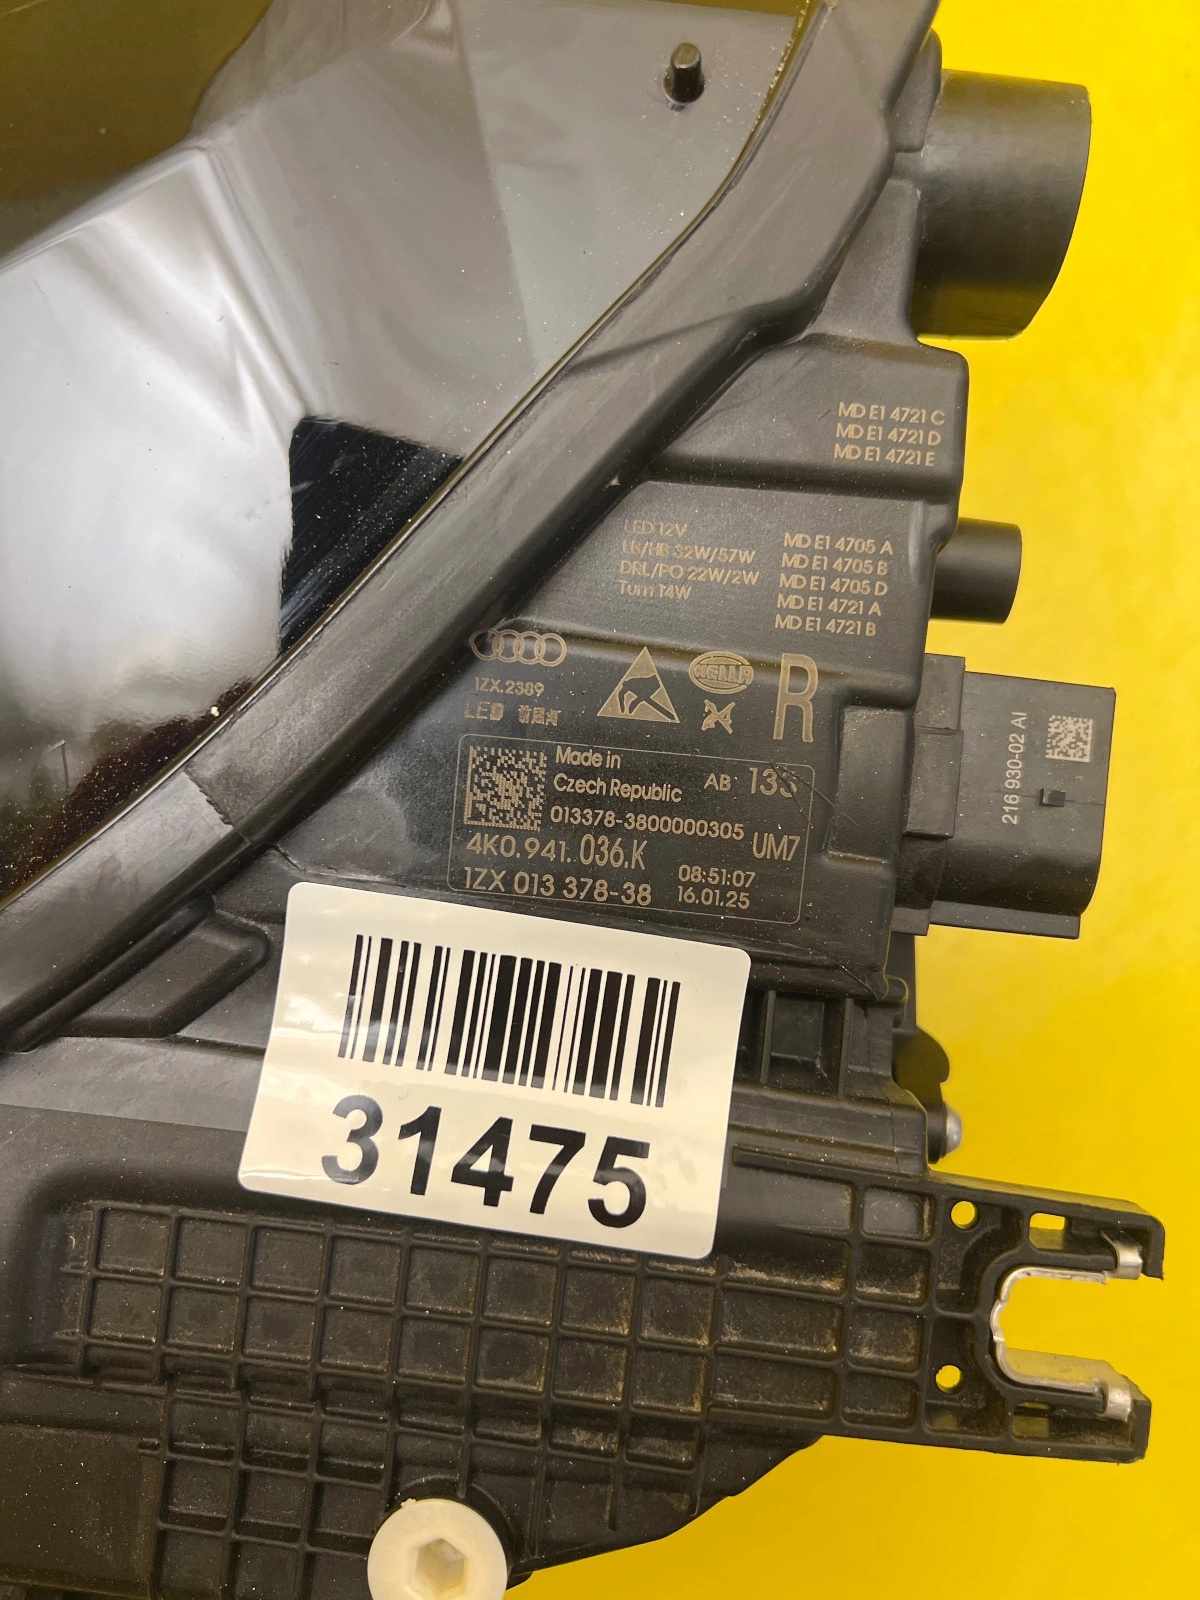 MD E1 4721 C
MD E1 4721 D
MD E1 4721 E
LED 12V
LB/HB 32W/57W
DRL/PO 22W/2W
Turn 14W
MD E1 4705 A
MD E1 4705 B
MD E1 4705 D
MD E1 4721 A
MD E1 4721 B
1ZX.2389
LED
HELLA
R
Made in
Czech Republic
AB 133
013378-3800000305
4K0.941.036.K
UM7
1ZX 013 378-38
08:51:07
16.01.25
216 930-02 AI
31475